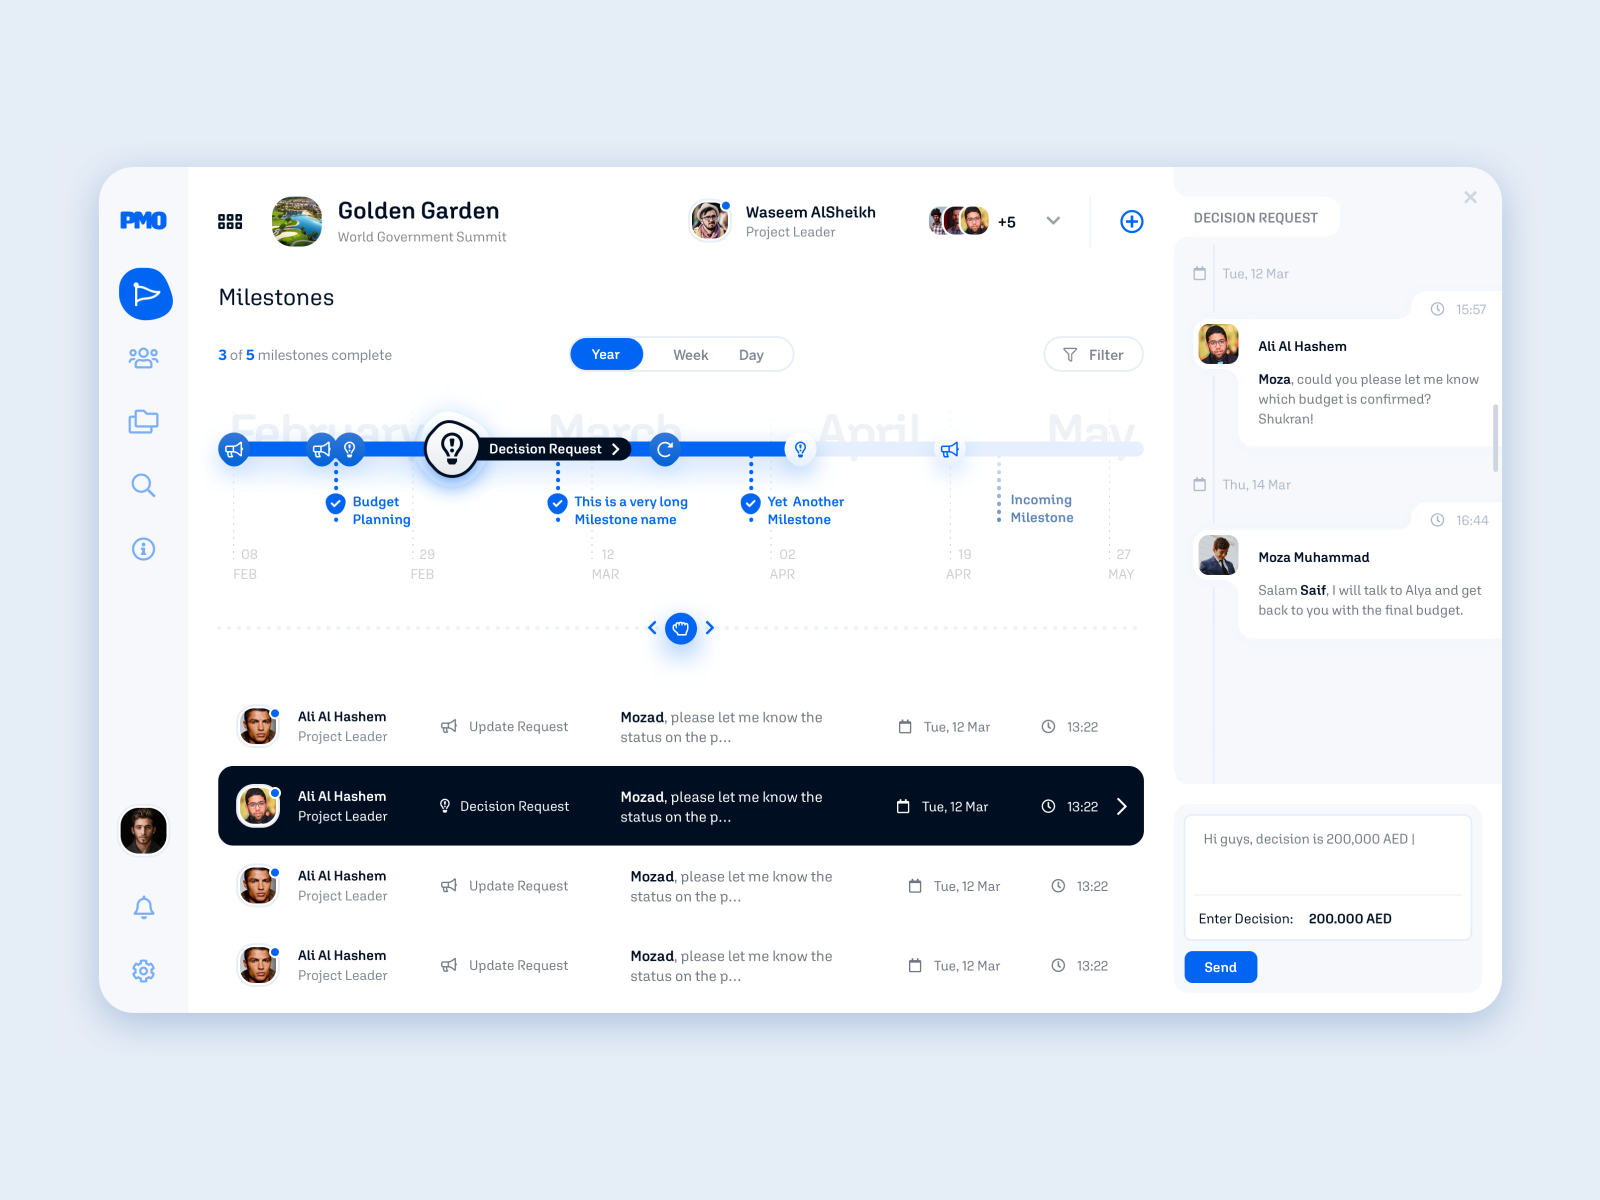 PMO
Golden Garden
World Government Summit
Waseem AlSheikh
Project Leader
+5
Milestones
3 of 5 milestones complete
Year
Week
Day
Filter
February
March
April
May
Decision Request
Budget
Planning
This is a very long
Milestone name
Yet Another
Milestone
Incoming
Milestone
08
FEB
29
FEB
12
MAR
02
APR
19
APR
27
MAY
Ali Al Hashem
Project Leader
Update Request
Mozad, please let me know the
status on the p...
Tue, 12 Mar
13:22
Ali Al Hashem
Project Leader
Decision Request
Mozad, please let me know the
status on the p...
Tue, 12 Mar
13:22
Ali Al Hashem
Project Leader
Update Request
Mozad, please let me know the
status on the p...
Tue, 12 Mar
13:22
Ali Al Hashem
Project Leader
Update Request
Mozad, please let me know the
status on the p...
Tue, 12 Mar
13:22
DECISION REQUEST
Tue, 12 Mar
15:57
Ali Al Hashem
Moza, could you please let me know
which budget is confirmed?
Shukran!
Thu, 14 Mar
16:44
Moza Muhammad
Salam Saif, I will talk to Alya and get
back to you with the final budget.
Hi guys, decision is 200,000 AED |
Enter Decision: 200.000 AED
Send